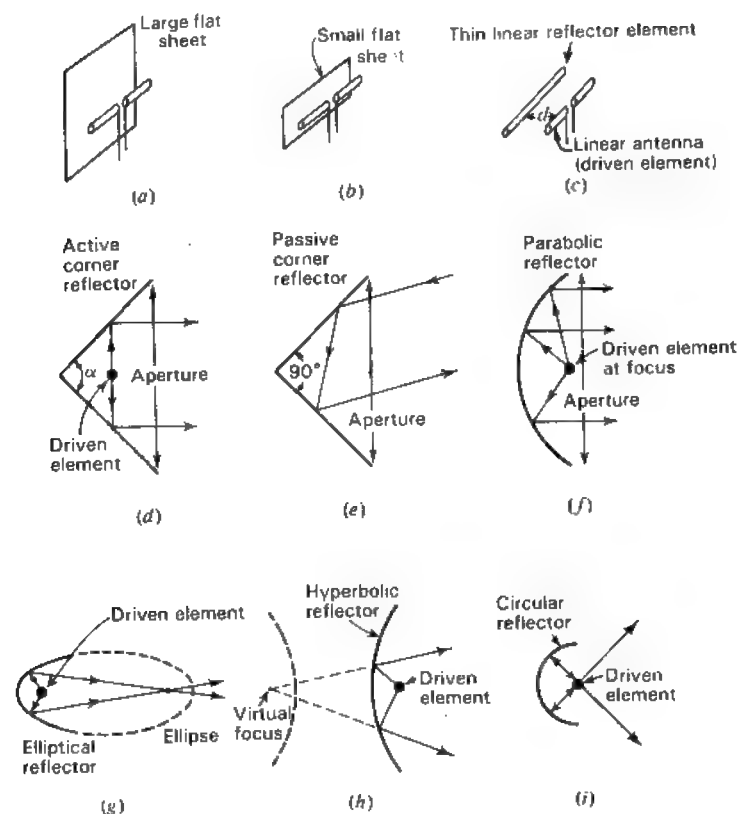 Large flat
sheet
(a)
Small flat
sheet
(b)
Thin linear reflector element
d
Linear antenna
(driven element)
(c)
Active
corner
reflector
α
Aperture
Driven
element
(d)
Passive
corner
reflector
90°
Aperture
(e)
Parabolic
reflector
Driven element
at focus
Aperture
(f)
Driven element
Elliptical
reflector
Ellipse
(g)
Hyperbolic
reflector
Virtual
focus
Driven
element
(h)
Circular
reflector
Driven
element
(i)